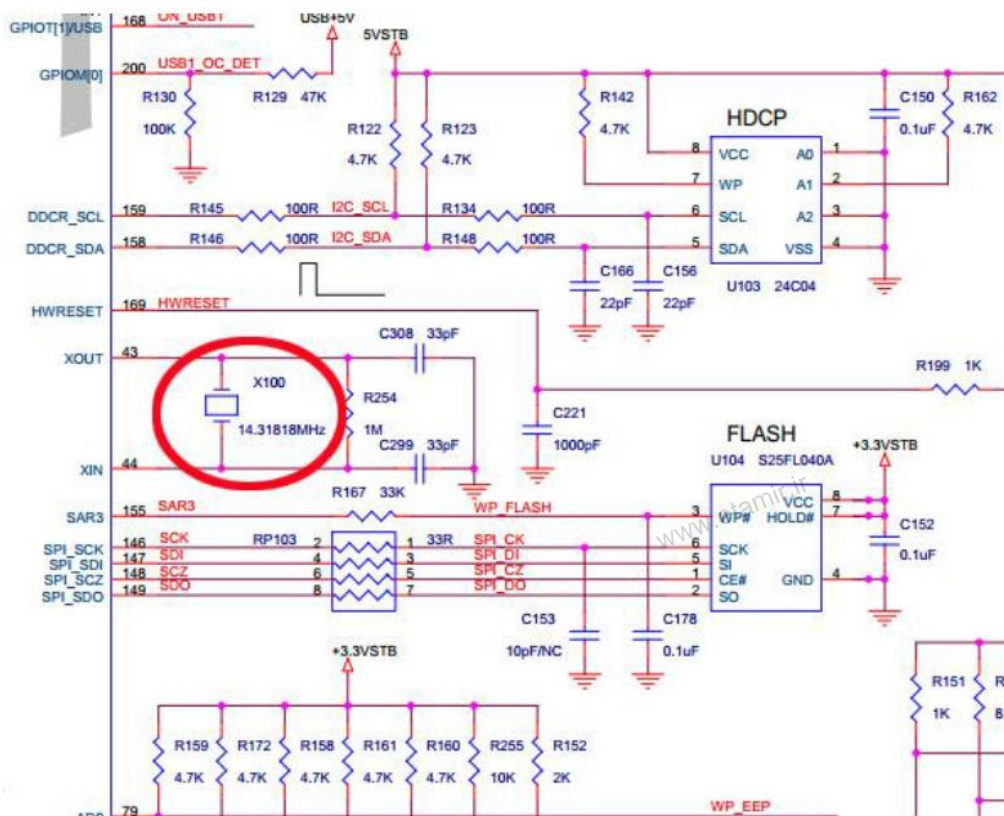 168 ON_USB1
GPIOT[1]/USB
USB+5V
5VSTB
200 USB1_OC_DET
GPIOM[0]
R130
100K
R129 47K
R122
4.7K
R123
4.7K
R142
4.7K
HDCP
C150
0.1uF
R162
4.7K
8 VCC A0 1
7 WP A1 2
6 SCL A2 3
5 SDA VSS 4
U103 24C04
DDCR_SCL 159 R145 100R I2C_SCL R134 100R
DDCR_SDA 158 R146 100R I2C_SDA R148 100R
C166
22pF
C156
22pF
HWRESET 169 HWRESET
C308 33pF
XOUT 43
X100
14.31818MHz
R254
1M
C299 33pF
XIN 44
C221
1000pF
R199 1K
FLASH
U104 S25FL040A
+3.3VSTB
R167 33K
SAR3 155 SAR3 WP_FLASH
3 WP# VCC 8
HOLD# 7
SPI_SCK 146 SCK RP103 2 1 33R SPI_CK 6 SCK
SPI_SDI 147 SDI 4 3 SPI_DI 5 SI
SPI_SCZ 148 SCZ 6 5 SPI_CZ 1 CE# GND 4
SPI_SDO 149 SDO 8 7 SPI_DO 2 SO
C152
0.1uF
www.etamir.ir
C153
10pF/NC
C178
0.1uF
+3.3VSTB
R159
4.7K
R172
4.7K
R158
4.7K
R161
4.7K
R160
4.7K
R255
10K
R152
2K
R151
1K
R
8
79
WP_EEP